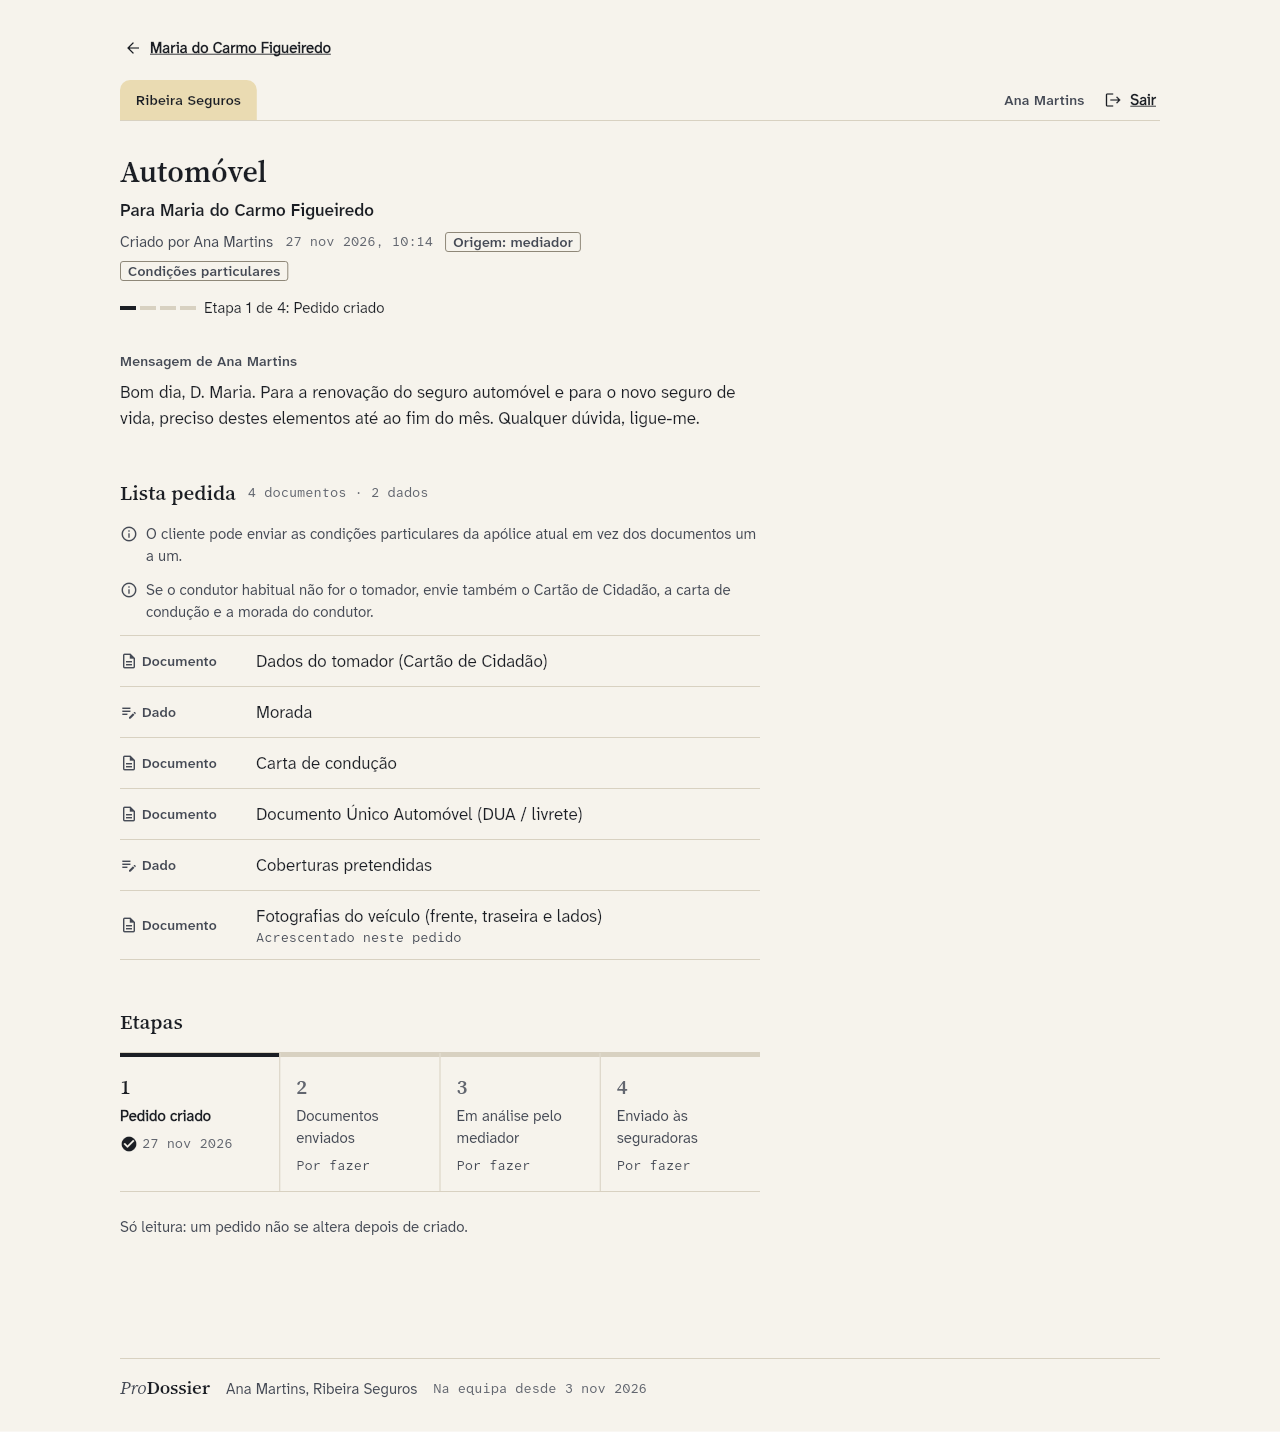 Maria do Carmo Figueiredo
Ribeira Seguros
Ana Martins
Sair
Automóvel
Para Maria do Carmo Figueiredo
Criado por Ana Martins 27 nov 2026, 10:14 Origem: mediador
Condições particulares
Etapa 1 de 4: Pedido criado
Mensagem de Ana Martins
Bom dia, D. Maria. Para a renovação do seguro automóvel e para o novo seguro de
vida, preciso destes elementos até ao fim do mês. Qualquer dúvida, ligue-me.
Lista pedida 4 documentos · 2 dados
O cliente pode enviar as condições particulares da apólice atual em vez dos documentos um
a um.
Se o condutor habitual não for o tomador, envie também o Cartão de Cidadão, a carta de
condução e a morada do condutor.
Documento Dados do tomador (Cartão de Cidadão)
Dado Morada
Documento Carta de condução
Documento Documento Único Automóvel (DUA / livrete)
Dado Coberturas pretendidas
Documento Fotografias do veículo (frente, traseira e lados)
Acrescentado neste pedido
Etapas
1
Pedido criado
27 nov 2026
2
Documentos
enviados
Por fazer
3
Em análise pelo
mediador
Por fazer
4
Enviado às
seguradoras
Por fazer
Só leitura: um pedido não se altera depois de criado.
ProDossier Ana Martins, Ribeira Seguros Na equipa desde 3 nov 2026